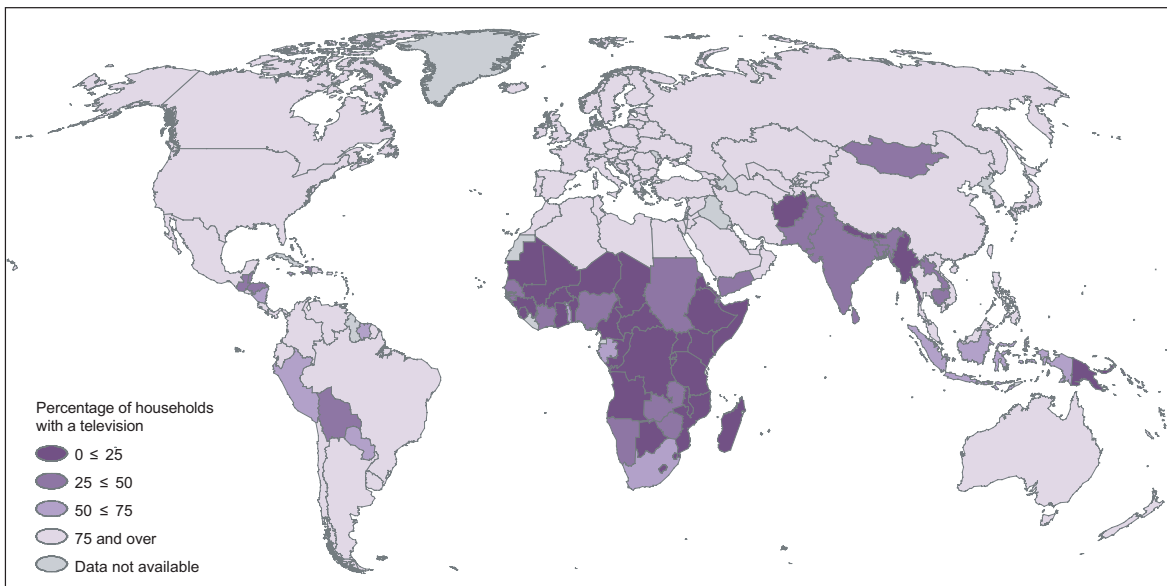 Percentage of households
with a television
0 ≤ 25
25 ≤ 50
50 ≤ 75
75 and over
Data not available